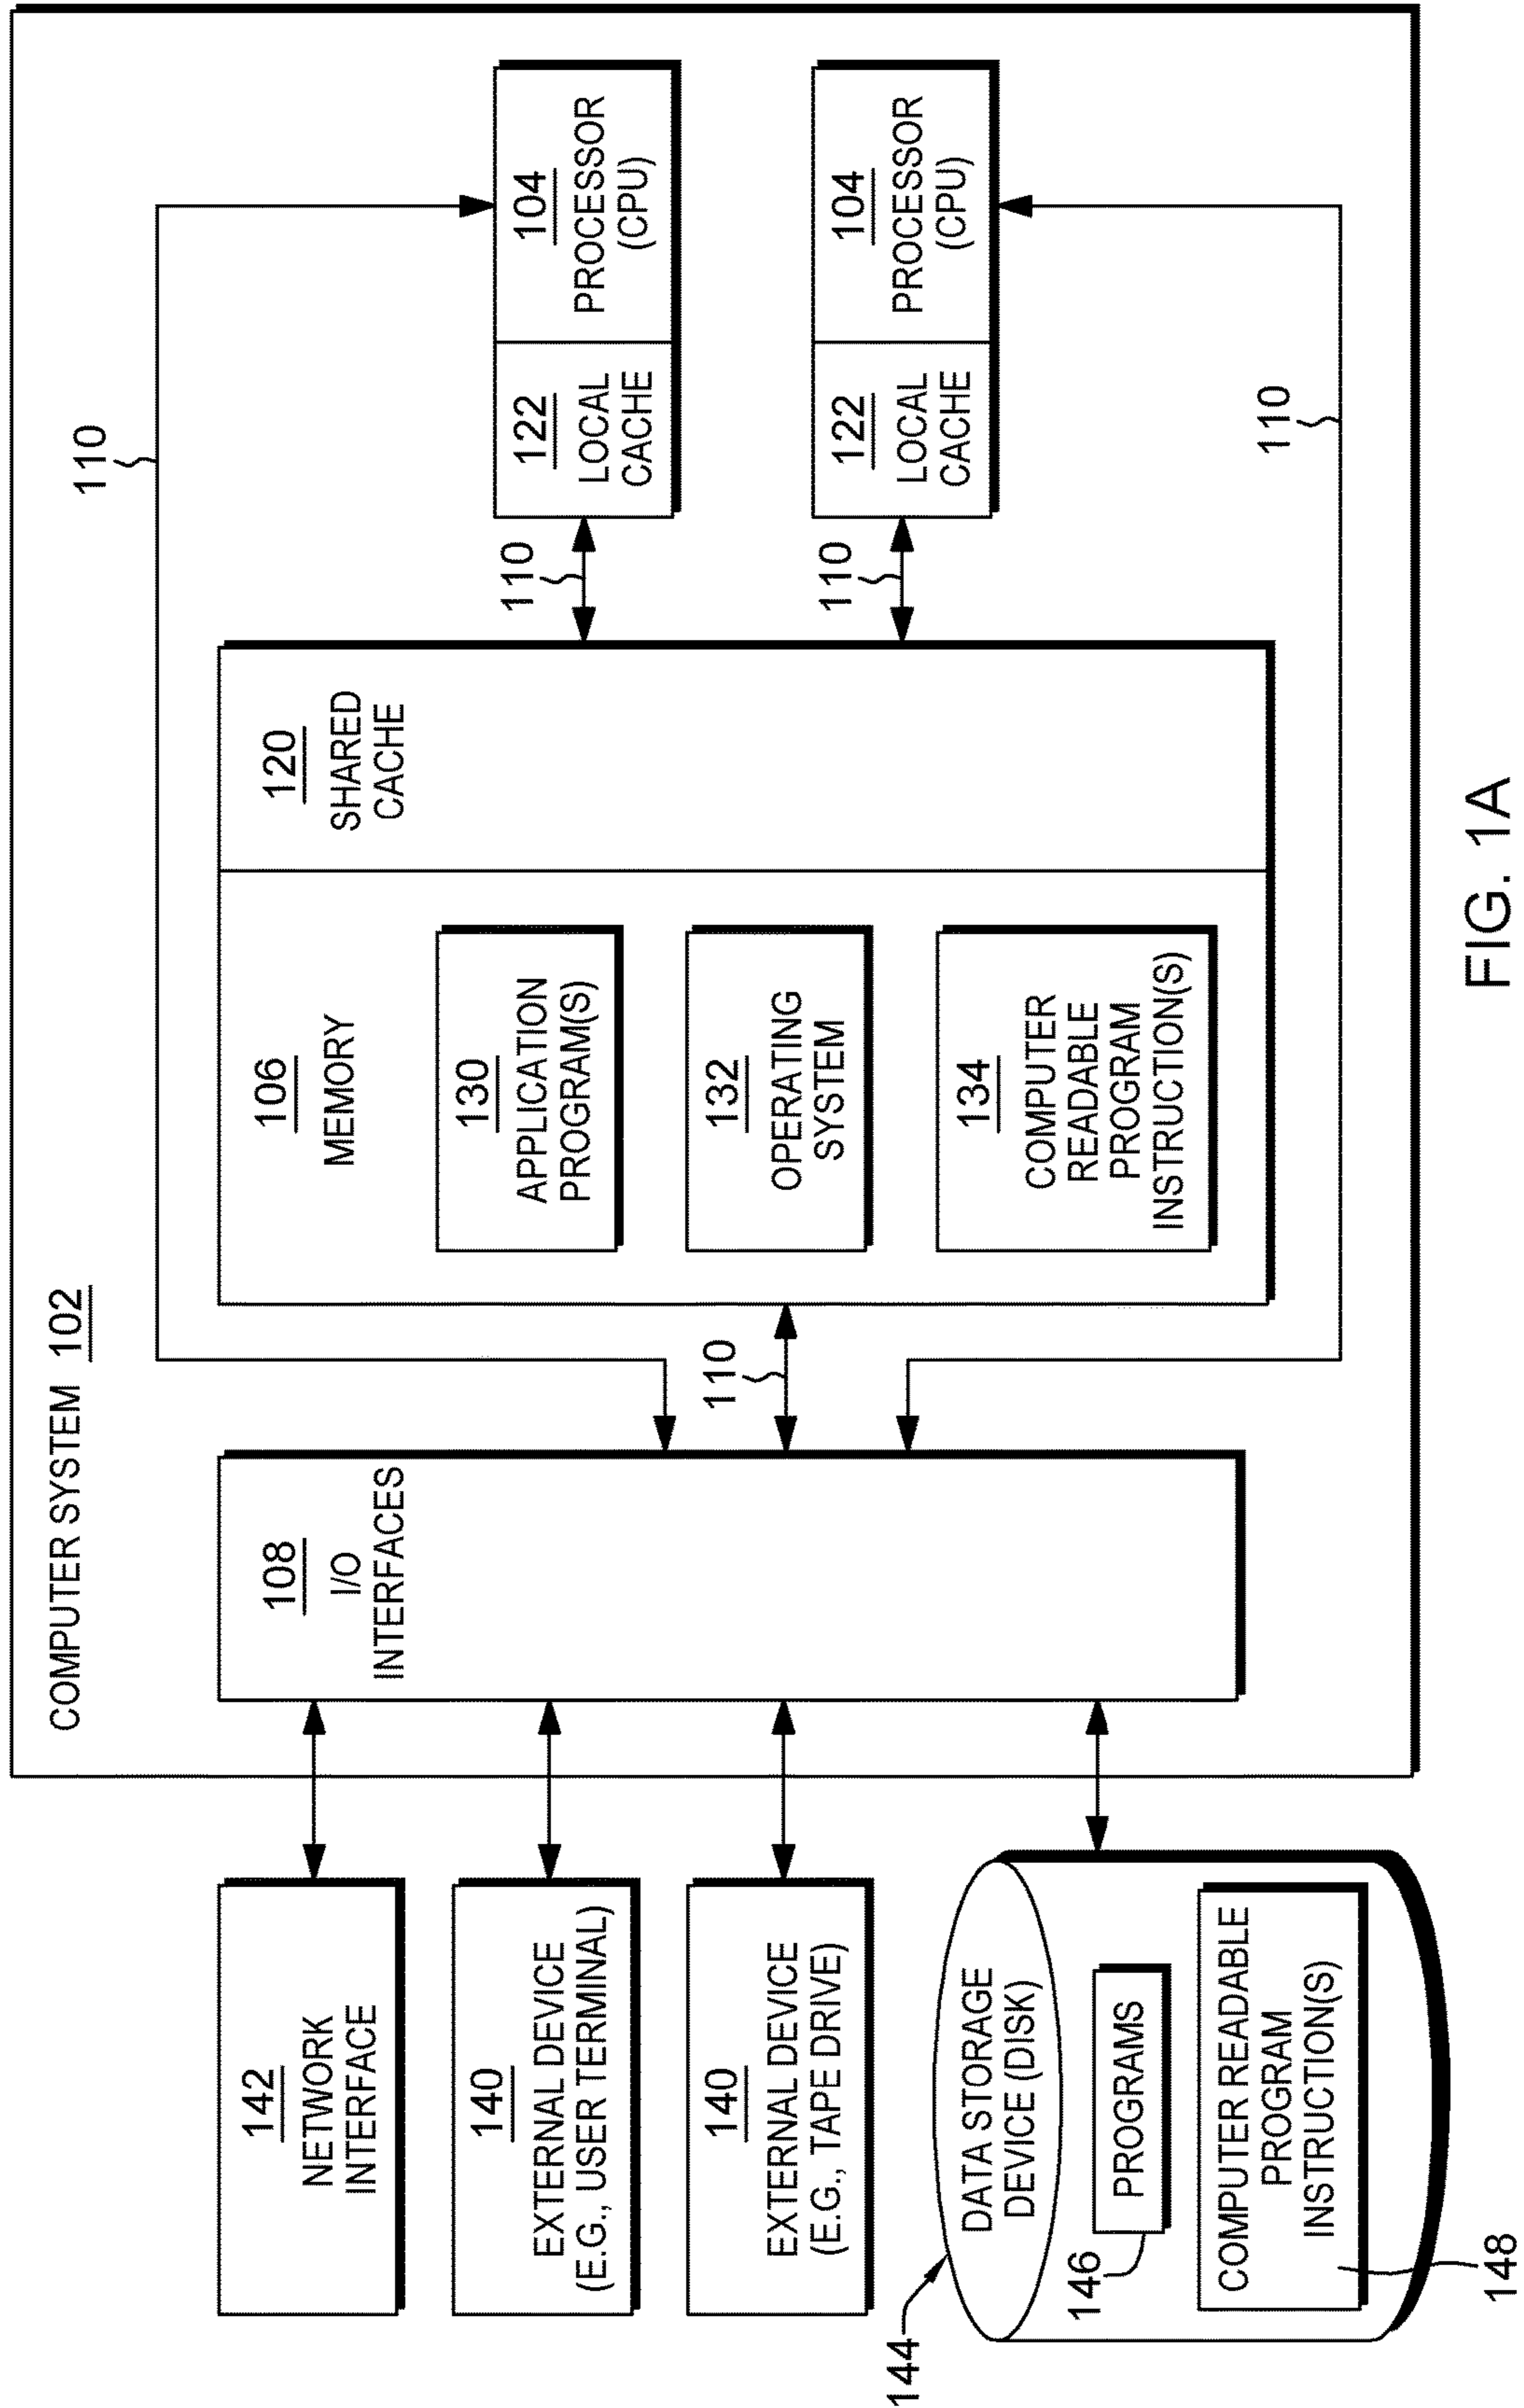 COMPUTER SYSTEM 102
142
NETWORK
INTERFACE
140
EXTERNAL DEVICE
(E.G., USER TERMINAL)
140
EXTERNAL DEVICE
(E.G., TAPE DRIVE)
144
DATA STORAGE
DEVICE (DISK)
146
PROGRAMS
COMPUTER READABLE
PROGRAM
INSTRUCTION(S)
148
108
I/O
INTERFACES
110
110
106
MEMORY
130
APPLICATION
PROGRAM(S)
132
OPERATING
SYSTEM
134
COMPUTER
READABLE
PROGRAM
INSTRUCTION(S)
120
SHARED
CACHE
110
110
122
LOCAL
CACHE
104
PROCESSOR
(CPU)
122
LOCAL
CACHE
104
PROCESSOR
(CPU)
110
FIG. 1A